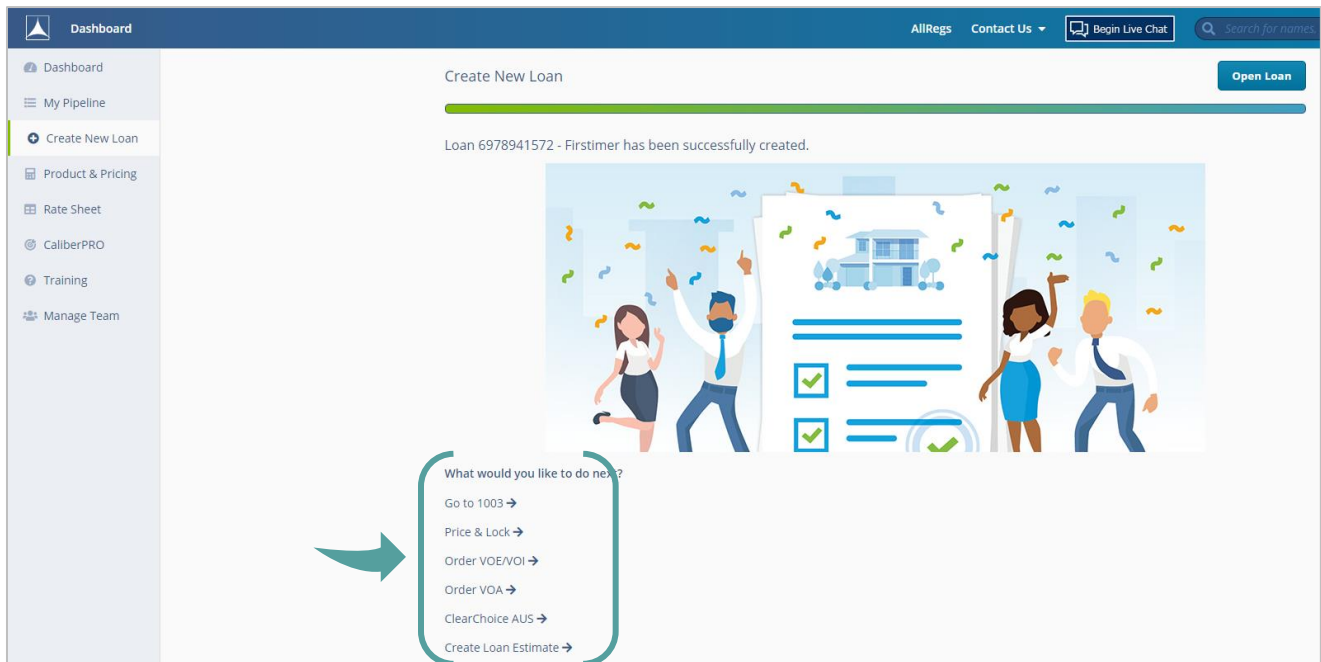 Dashboard
AllRegs Contact Us Begin Live Chat Search for names,
Dashboard
My Pipeline
Create New Loan
Product & Pricing
Rate Sheet
CaliberPRO
Training
Manage Team
Create New Loan
Open Loan
Loan 6978941572 - Firstimer has been successfully created.
What would you like to do next?
Go to 1003
Price & Lock
Order VOE/VOI
Order VOA
ClearChoice AUS
Create Loan Estimate